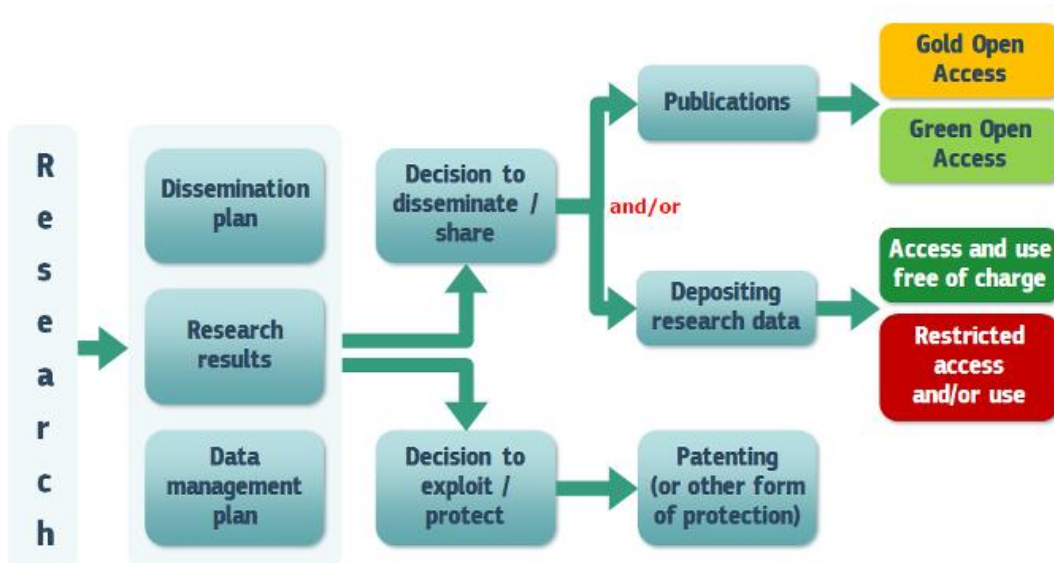 Research
Dissemination
plan
Research
results
Data
management
plan
Decision to
disseminate /
share
Decision to
exploit /
protect
and/or
Publications
Depositing
research data
Patenting
(or other form
of protection)
Gold Open
Access
Green Open
Access
Access and use
free of charge
Restricted
access
and/or use